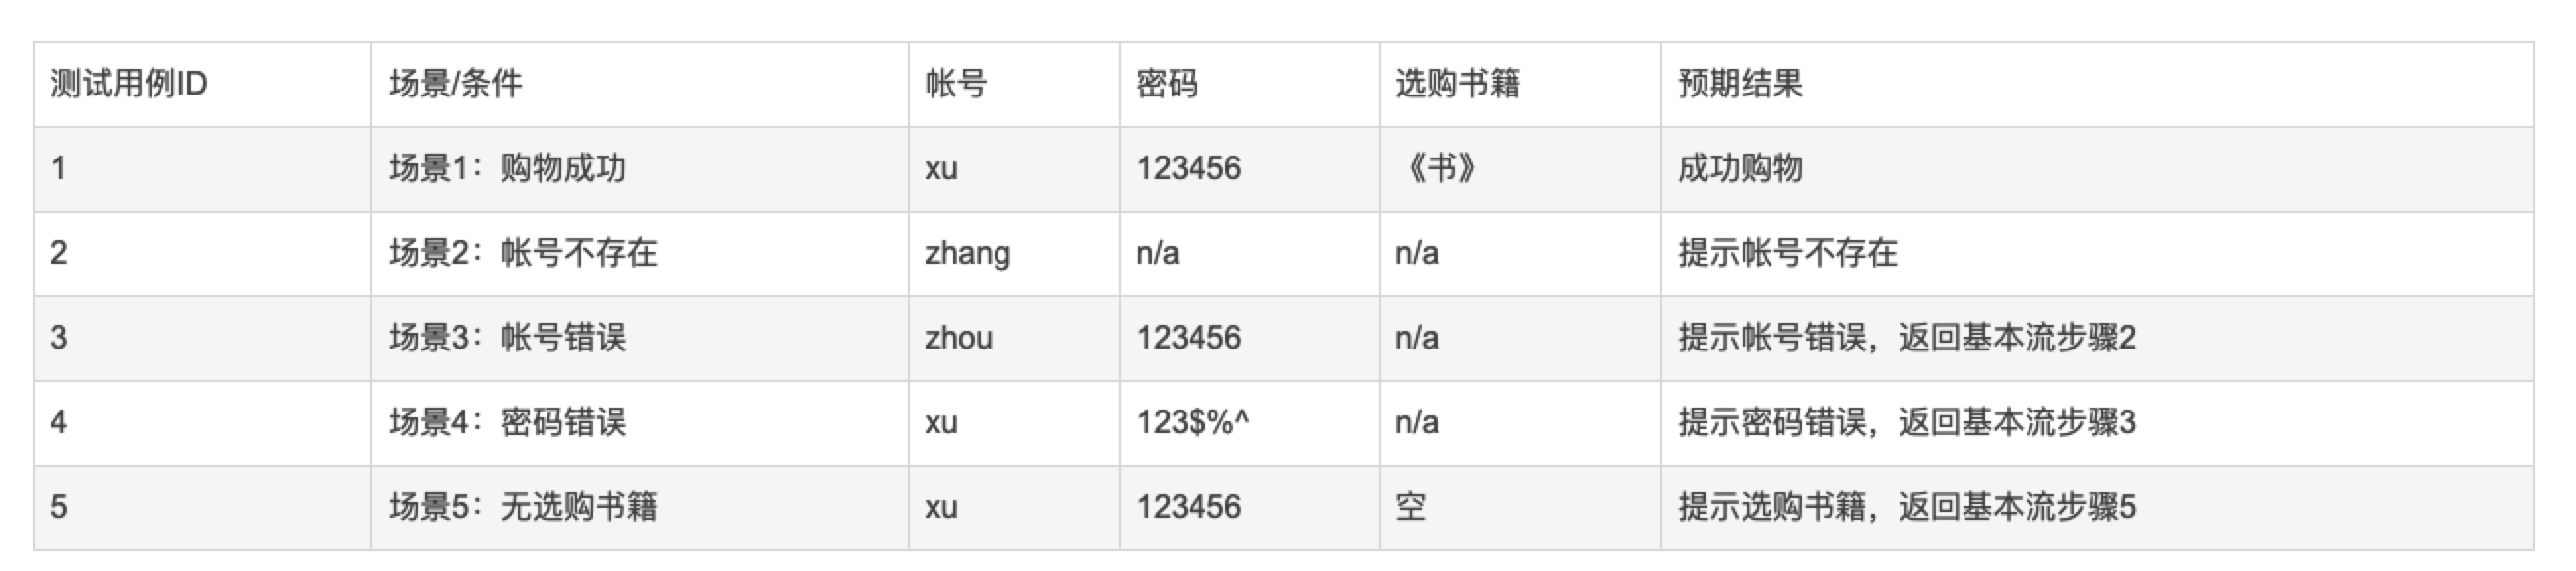 测试用例ID 场景/条件 帐号 密码 选购书籍 预期结果
1 场景1：购物成功 xu 123456 《书》 成功购物
2 场景2：帐号不存在 zhang n/a n/a 提示帐号不存在
3 场景3：帐号错误 zhou 123456 n/a 提示帐号错误，返回基本流步骤2
4 场景4：密码错误 xu 123$%^ n/a 提示密码错误，返回基本流步骤3
5 场景5：无选购书籍 xu 123456 空 提示选购书籍，返回基本流步骤5